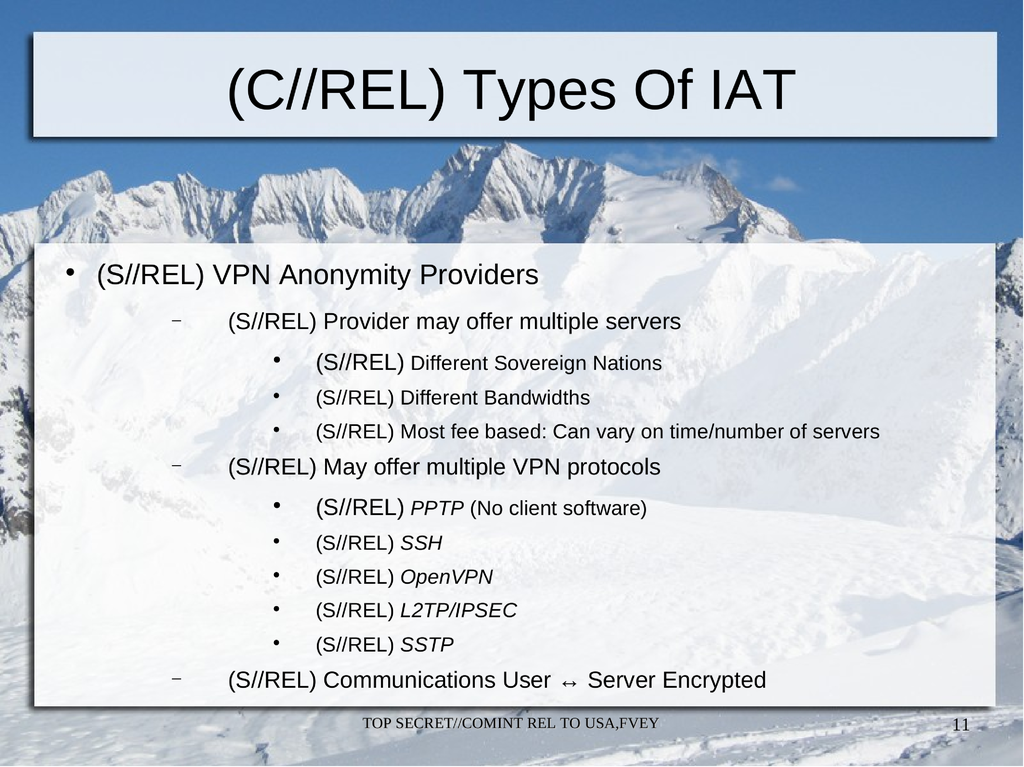 (C//REL) Types Of IAT
• (S//REL) VPN Anonymity Providers
– (S//REL) Provider may offer multiple servers
• (S//REL) Different Sovereign Nations
• (S//REL) Different Bandwidths
• (S//REL) Most fee based: Can vary on time/number of servers
– (S//REL) May offer multiple VPN protocols
• (S//REL) PPTP (No client software)
• (S//REL) SSH
• (S//REL) OpenVPN
• (S//REL) L2TP/IPSEC
• (S//REL) SSTP
– (S//REL) Communications User ↔ Server Encrypted
TOP SECRET//COMINT REL TO USA,FVEY
11